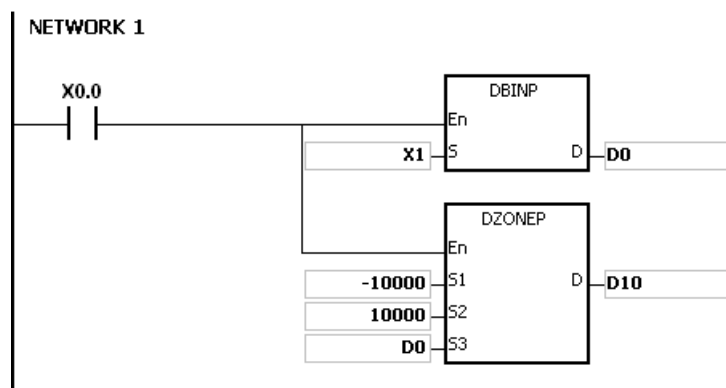 NETWORK 1
X0.0
DBINP
En
X1 S D D0
DZONEP
En
-10000 S1 D D10
10000 S2
D0 S3